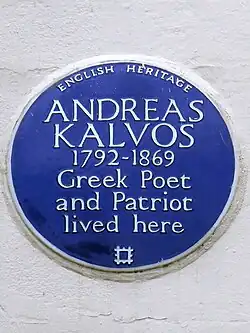 ENGLISH HERITAGE
ANDREAS
KALVOS
1792-1869
Greek Poet
and Patriot
lived here